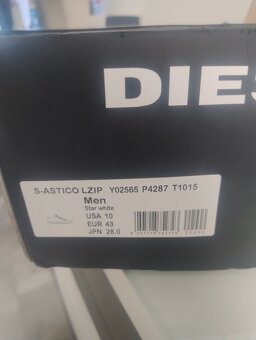 DIES
S-ASTICO LZIP Y02565 P4287 T1015
Men
Star white
USA 10
EUR 43
JPN 28.0